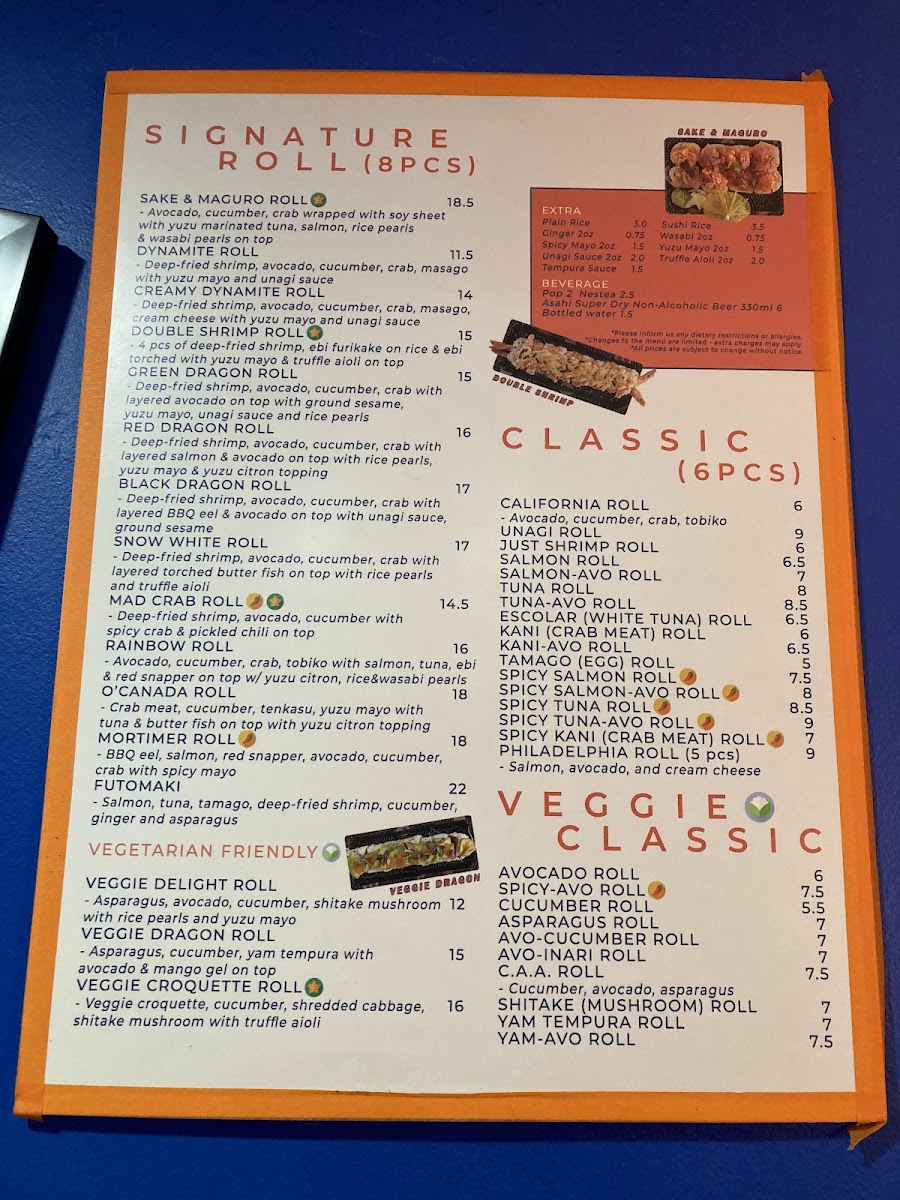 SIGNATURE
ROLL (8PCS)
SAKE & MAGURO ROLL 18.5
- Avocado, cucumber, crab wrapped with soy sheet
with yuzu marinated tuna, salmon, rice pearls
& wasabi pearls on top
DYNAMITE ROLL 11.5
- Deep-fried shrimp, avocado, cucumber, crab, masago
with yuzu mayo and unagi sauce
CREAMY DYNAMITE ROLL 14
- Deep-fried shrimp, avocado, cucumber, crab, masago,
cream cheese with yuzu mayo and unagi sauce
DOUBLE SHRIMP ROLL 15
- 4 pcs of deep-fried shrimp, ebi furikake on rice & ebi
torched with yuzu mayo & truffle aioli on top
GREEN DRAGON ROLL 15
- Deep-fried shrimp, avocado, cucumber, crab with
layered avocado on top with ground sesame,
yuzu mayo, unagi sauce and rice pearls
RED DRAGON ROLL 16
- Deep-fried shrimp, avocado, cucumber, crab with
layered salmon & avocado on top with rice pearls,
yuzu mayo & yuzu citron topping
BLACK DRAGON ROLL 17
- Deep-fried shrimp, avocado, cucumber, crab with
layered BBQ eel & avocado on top with unagi sauce,
ground sesame
SNOW WHITE ROLL 17
- Deep-fried shrimp, avocado, cucumber, crab with
layered torched butter fish on top with rice pearls
and truffle aioli
MAD CRAB ROLL 14.5
- Deep-fried shrimp, avocado, cucumber with
spicy crab & pickled chili on top
RAINBOW ROLL 16
- Avocado, cucumber, crab, tobiko with salmon, tuna, ebi
& red snapper on top w/ yuzu citron, rice&wasabi pearls
O'CANADA ROLL 18
- Crab meat, cucumber, tenkasu, yuzu mayo with
tuna & butter fish on top with yuzu citron topping
MORTIMER ROLL 18
- BBQ eel, salmon, red snapper, avocado, cucumber,
crab with spicy mayo
FUTOMAKI 22
- Salmon, tuna, tamago, deep-fried shrimp, cucumber,
ginger and asparagus
VEGETARIAN FRIENDLY
VEGGIE DRAGON
VEGGIE DELIGHT ROLL
- Asparagus, avocado, cucumber, shitake mushroom 12
with rice pearls and yuzu mayo
VEGGIE DRAGON ROLL
- Asparagus, cucumber, yam tempura with 15
avocado & mango gel on top
VEGGIE CROQUETTE ROLL
- Veggie croquette, cucumber, shredded cabbage, 16
shitake mushroom with truffle aioli
SAKE & MAGURO
EXTRA
Plain Rice 3.0 Sushi Rice 3.5
Ginger 2oz 0.75 Wasabi 2oz 0.75
Spicy Mayo 2oz 1.5 Yuzu Mayo 2oz 1.5
Unagi Sauce 2oz 2.0 Truffle Aioli 2oz 2.0
Tempura Sauce 1.5
BEVERAGE
Pop 2 Nestea 2.5
Asahi Super Dry Non-Alcoholic Beer 330ml 6
Bottled water 1.5
*Please inform us any dietary restrictions or allergies.
*Changes to the menu are limited - extra charges may apply.
*All prices are subject to change without notice.
DOUBLE SHRIMP
CLASSIC
(6PCS)
CALIFORNIA ROLL 6
- Avocado, cucumber, crab, tobiko
UNAGI ROLL 9
JUST SHRIMP ROLL 6
SALMON ROLL 6.5
SALMON-AVO ROLL 7
TUNA ROLL 8
TUNA-AVO ROLL 8.5
ESCOLAR (WHITE TUNA) ROLL 6.5
KANI (CRAB MEAT) ROLL 6
KANI-AVO ROLL 6.5
TAMAGO (EGG) ROLL 5
SPICY SALMON ROLL 7.5
SPICY SALMON-AVO ROLL 8
SPICY TUNA ROLL 8.5
SPICY TUNA-AVO ROLL 9
SPICY KANI (CRAB MEAT) ROLL 7
PHILADELPHIA ROLL (5 pcs) 9
- Salmon, avocado, and cream cheese
VEGGIE
CLASSIC
AVOCADO ROLL 6
SPICY-AVO ROLL 7.5
CUCUMBER ROLL 5.5
ASPARAGUS ROLL 7
AVO-CUCUMBER ROLL 7
AVO-INARI ROLL 7
C.A.A. ROLL 7.5
- Cucumber, avocado, asparagus
SHITAKE (MUSHROOM) ROLL 7
YAM TEMPURA ROLL 7
YAM-AVO ROLL 7.5